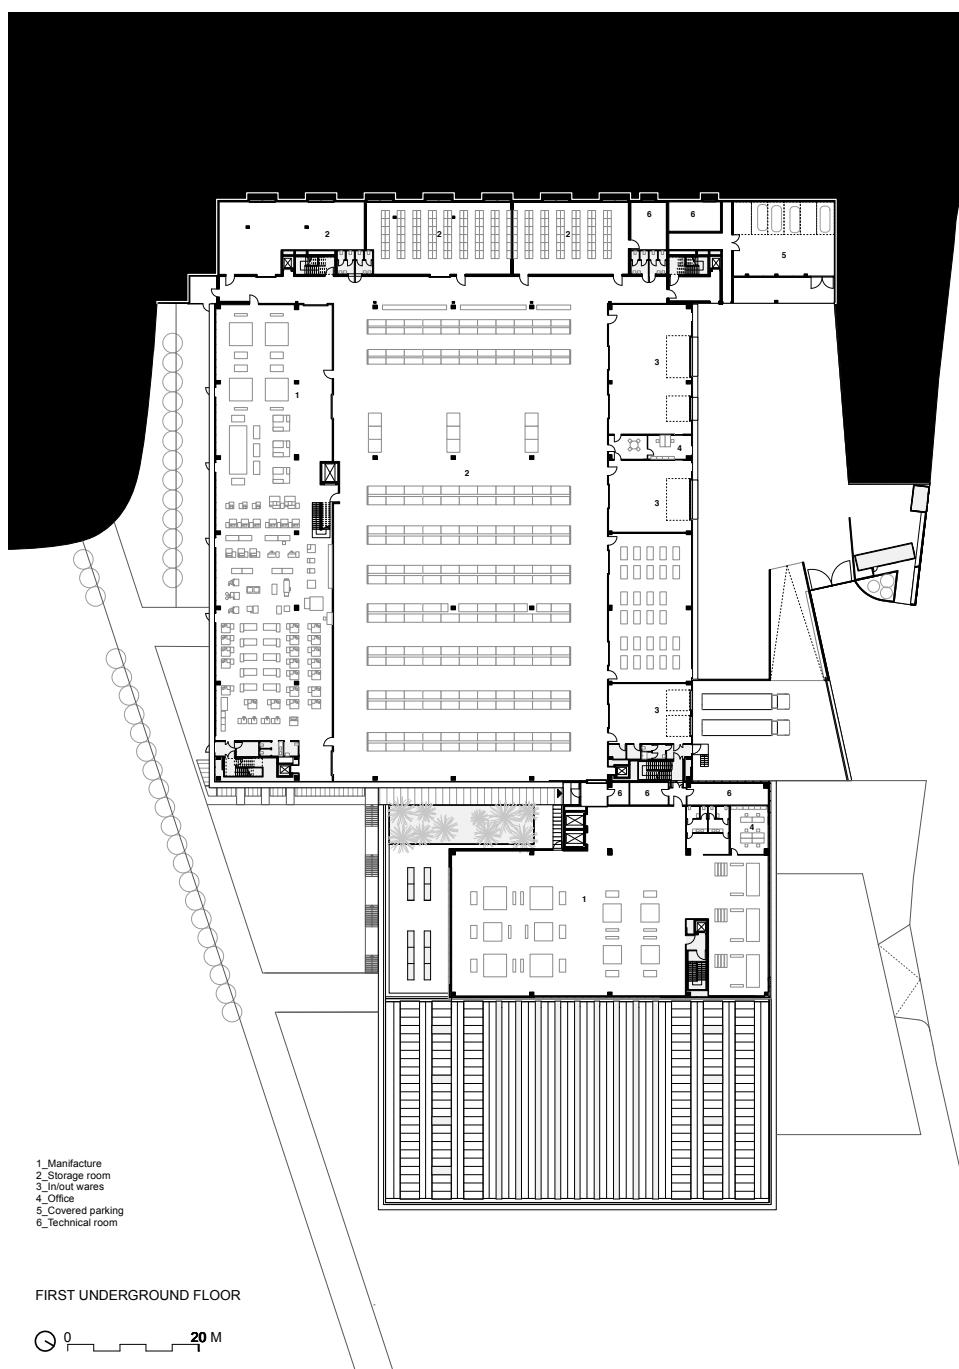 6
6
2
2
2
5
3
1
4
2
3
3
6
6
6
4
1
1_Manifacture
2_Storage room
3_In/out wares
4_Office
5_Covered parking
6_Technical room
FIRST UNDERGROUND FLOOR
0 20 M